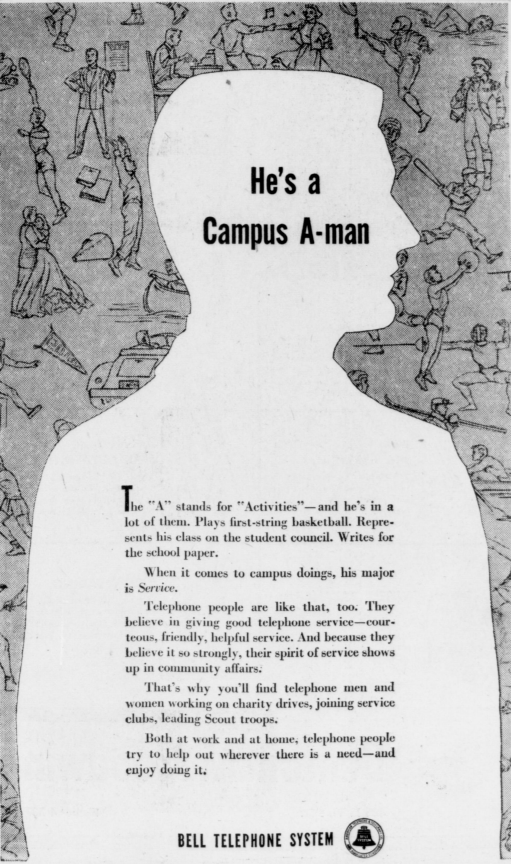 He's a
Campus A-man
The "A" stands for "Activities"—and he's in a
lot of them. Plays first-string basketball. Repre-
sents his class on the student council. Writes for
the school paper.
When it comes to campus doings, his major
is Service.
Telephone people are like that, too. They
believe in giving good telephone service—cour-
teous, friendly, helpful service. And because they
believe it so strongly, their spirit of service shows
up in community affairs.
That's why you'll find telephone men and
women working on charity drives, joining service
clubs, leading Scout troops.
Both at work and at home, telephone people
try to help out wherever there is a need—and
enjoy doing it.
BELL TELEPHONE SYSTEM